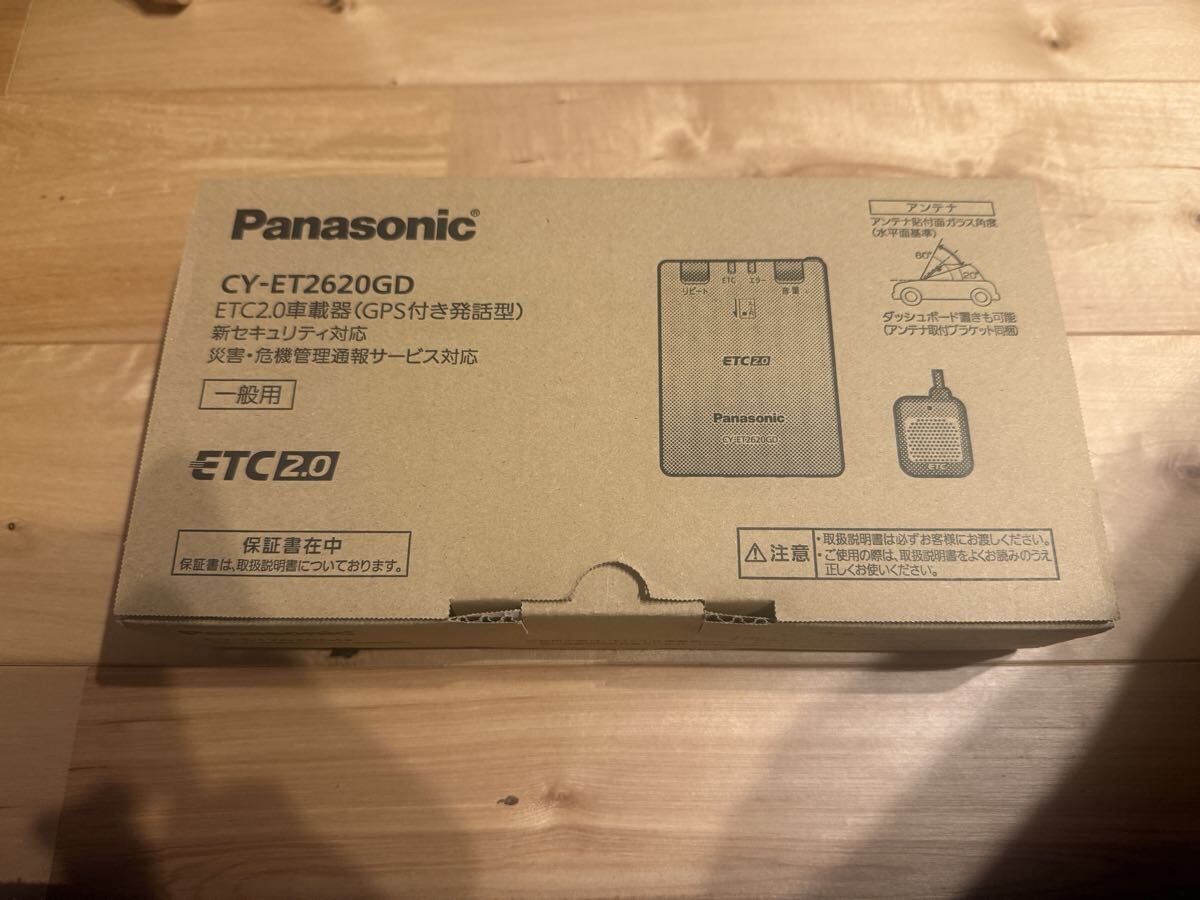 Panasonic®
CY-ET2620GD
ETC2.0車載器(GPS付き発話型)
新セキュリティ対応
災害・危機管理通報サービス対応
一般用
ETC2.0
保証書在中
保証書は、取扱説明書についております。
リピート
ETC
エラー
音量
ETC2.0
Panasonic
CY-ET2620GD
アンテナ
アンテナ貼付面ガラス角度
(水平面基準)
60°
20°
ダッシュボード置きも可能
(アンテナ取付ブラケット同梱)
ETC
注意
・取扱説明書は必ずお客様にお渡しください。
・ご使用の際は、取扱説明書をよくお読みのうえ
正しくお使いください。
Panasonic